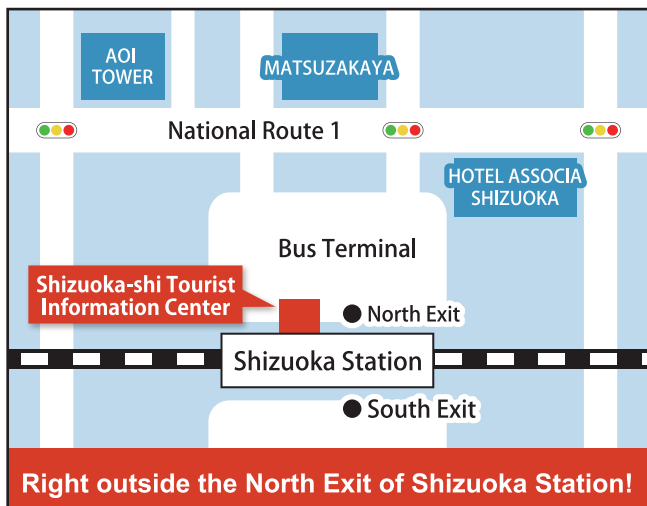 AOI
TOWER
MATSUZAKAYA
National Route 1
HOTEL ASSOCIA
SHIZUOKA
Bus Terminal
Shizuoka-shi Tourist
Information Center
North Exit
Shizuoka Station
South Exit
Right outside the North Exit of Shizuoka Station!